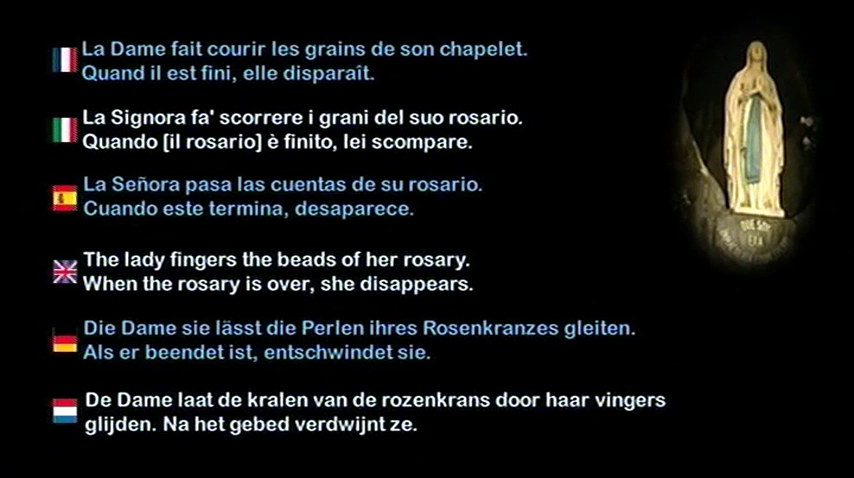 La Dame fait courir les grains de son chapelet.
Quand il est fini, elle disparaît.
La Signora fa' scorrere i grani del suo rosario.
Quando [il rosario] è finito, lei scompare.
La Señora pasa las cuentas de su rosario.
Cuando este termina, desaparece.
The lady fingers the beads of her rosary.
When the rosary is over, she disappears.
Die Dame sie lässt die Perlen ihres Rosenkranzes gleiten.
Als er beendet ist, entschwindet sie.
De Dame laat de kralen van de rozenkrans door haar vingers
glijden. Na het gebed verdwijnt ze.
QUE SOY
ERA